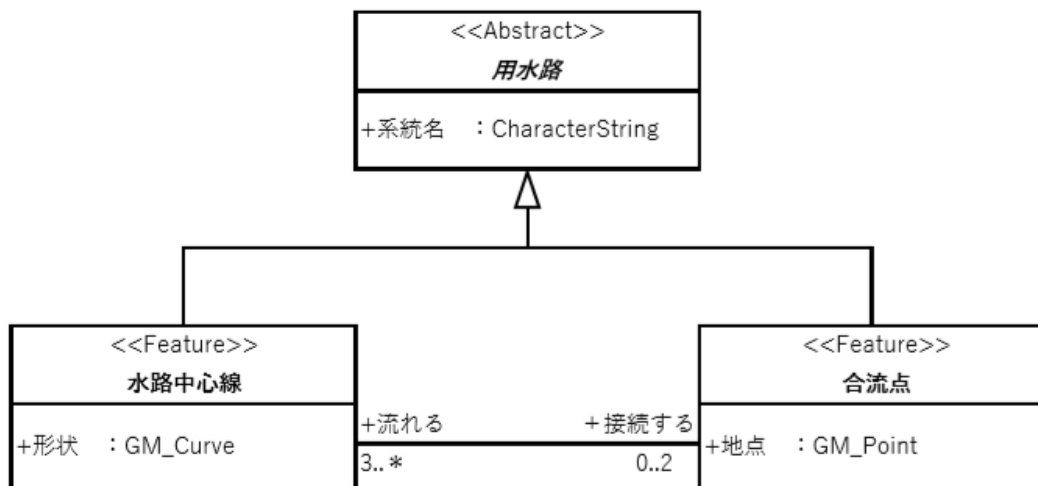 <<Abstract>>
用水路
+系統名 :CharacterString
<<Feature>>
水路中心線
+形状 :GM_Curve
+流れる
3..*
+接続する
0..2
<<Feature>>
合流点
+地点 :GM_Point